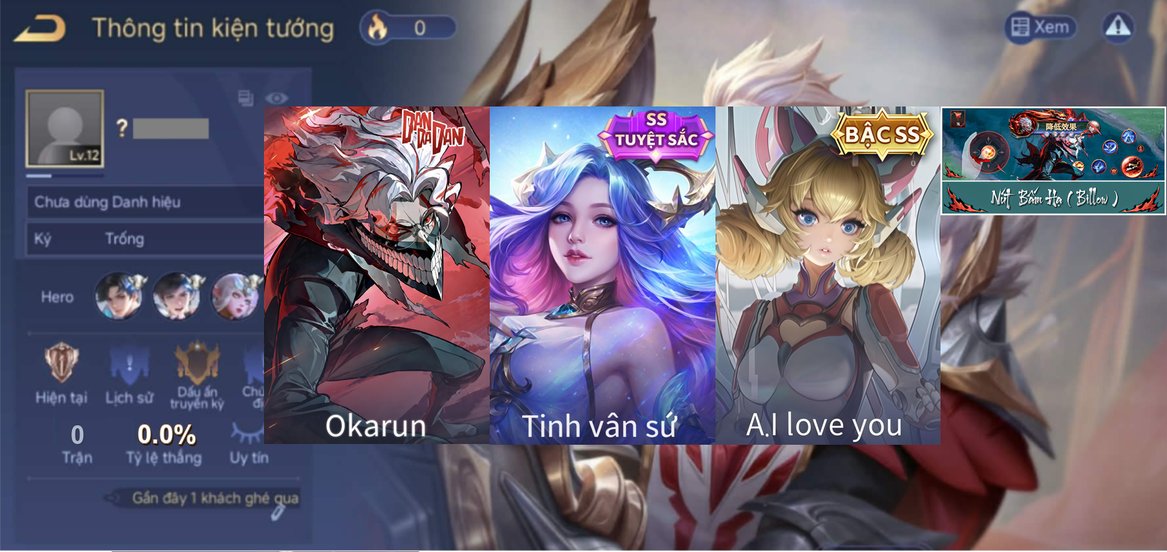 Thông tin kiện tướng
0
Xem
Lv.12
?
Chưa dùng Danh hiệu
Ký
Trống
Hero
Hiện tại
Lịch sử
Dấu ấn
truyền kỳ
0
Trận
0.0%
Tỷ lệ thắng
Uy tín
Gần đây 1 khách ghé qua
DAN
DA
DAN
Okarun
SS
TUYỆT SẮC
Tinh vân sứ
BẬC SS
A.I love you
降低效果
Nút Bấm Hạ ( Billow )